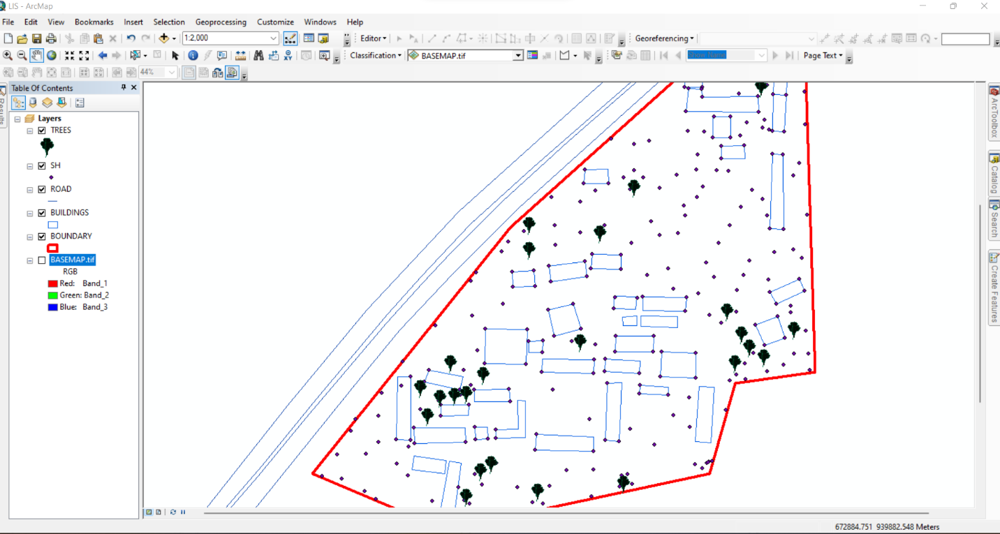 LIS - ArcMap
File Edit View Bookmarks Insert Selection Geoprocessing Customize Windows Help
1:2,000 Editor Georeferencing
Classification BASEMAP.tif Show Name Page Text
44%
Table Of Contents
Results
Layers
TREES
SH
ROAD
BUILDINGS
BOUNDARY
BASEMAP.tif
RGB
Red: Band_1
Green: Band_2
Blue: Band_3
ArcToolbox
Catalog
Search
Create Features
672884.751 939882.548 Meters